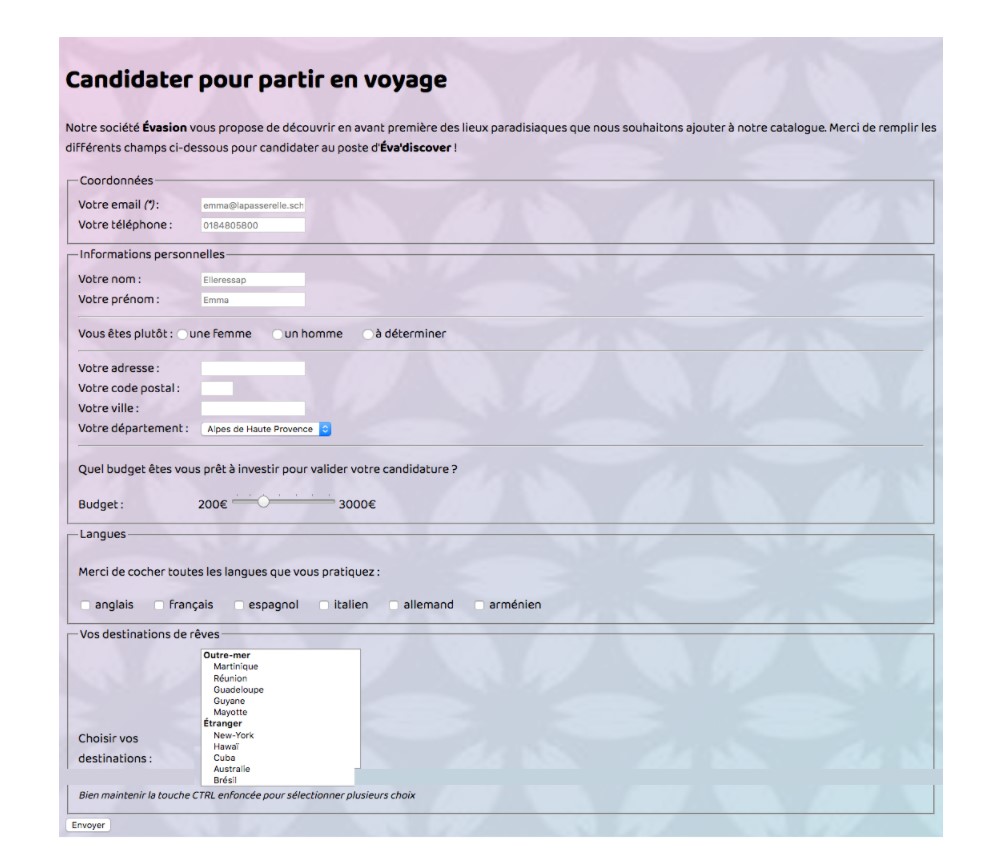 Candidater pour partir en voyage
Notre société Évasion vous propose de découvrir en avant première des lieux paradisiaques que nous souhaitons ajouter à notre catalogue. Merci de remplir les
différents champs ci-dessous pour candidater au poste d'Éva'discover !
Coordonnées
Votre email (*) : emma@lapasserelle.sch
Votre téléphone : 0184805800
Informations personnelles
Votre nom : Elleressap
Votre prénom : Emma
Vous êtes plutôt : une femme un homme à déterminer
Votre adresse :
Votre code postal :
Votre ville :
Votre département : Alpes de Haute Provence
Quel budget êtes vous prêt à investir pour valider votre candidature ?
Budget : 200€ 3000€
Langues
Merci de cocher toutes les langues que vous pratiquez :
anglais français espagnol italien allemand arménien
Vos destinations de rêves
Outre-mer
Martinique
Réunion
Guadeloupe
Guyane
Mayotte
Étranger
New-York
Hawaï
Cuba
Australie
Brésil
Choisir vos
destinations :
Bien maintenir la touche CTRL enfoncée pour sélectionner plusieurs choix
Envoyer